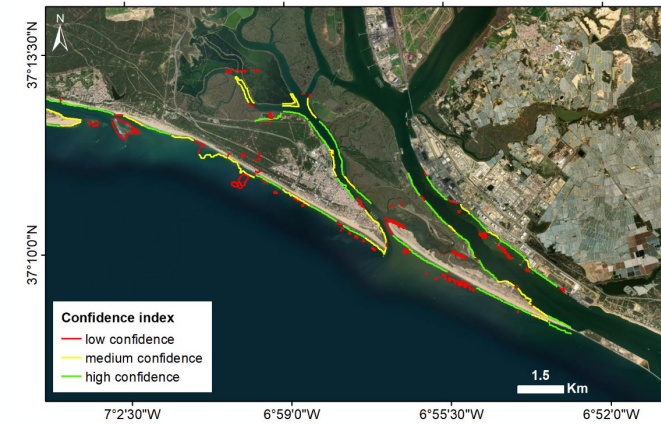 37°13'30"N
N
37°10'0"N
Confidence index
low confidence
medium confidence
high confidence
1.5
Km
7°2'30"W
6°59'0"W
6°55'30"W
6°52'0"W